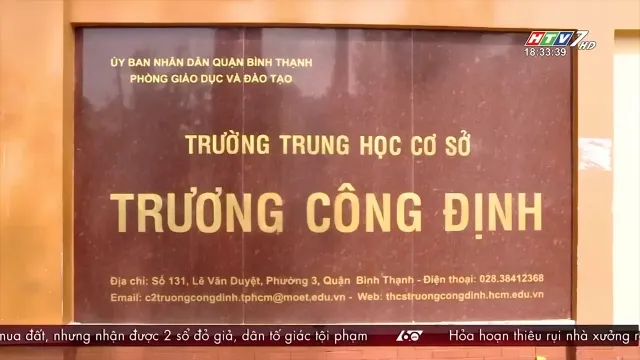 HTV7 HD
18:33:39
ỦY BAN NHÂN DÂN QUẬN BÌNH THẠNH
PHÒNG GIÁO DỤC VÀ ĐÀO TẠO
TRƯỜNG TRUNG HỌC CƠ SỞ
TRƯƠNG CÔNG ĐỊNH
Địa chỉ: Số 131, Lê Văn Duyệt, Phường 3, Quận Bình Thạnh - Điện thoại: 028.38412368
Email: c2truongcongdinh.tphcm@moet.edu.vn - Web: thcstruongcongdinh.hcm.edu.vn
mua đất, nhưng nhận được 2 sổ đỏ giả, dân tố giác tội phạm 60 Hỏa hoạn thiêu rụi nhà xưởng n